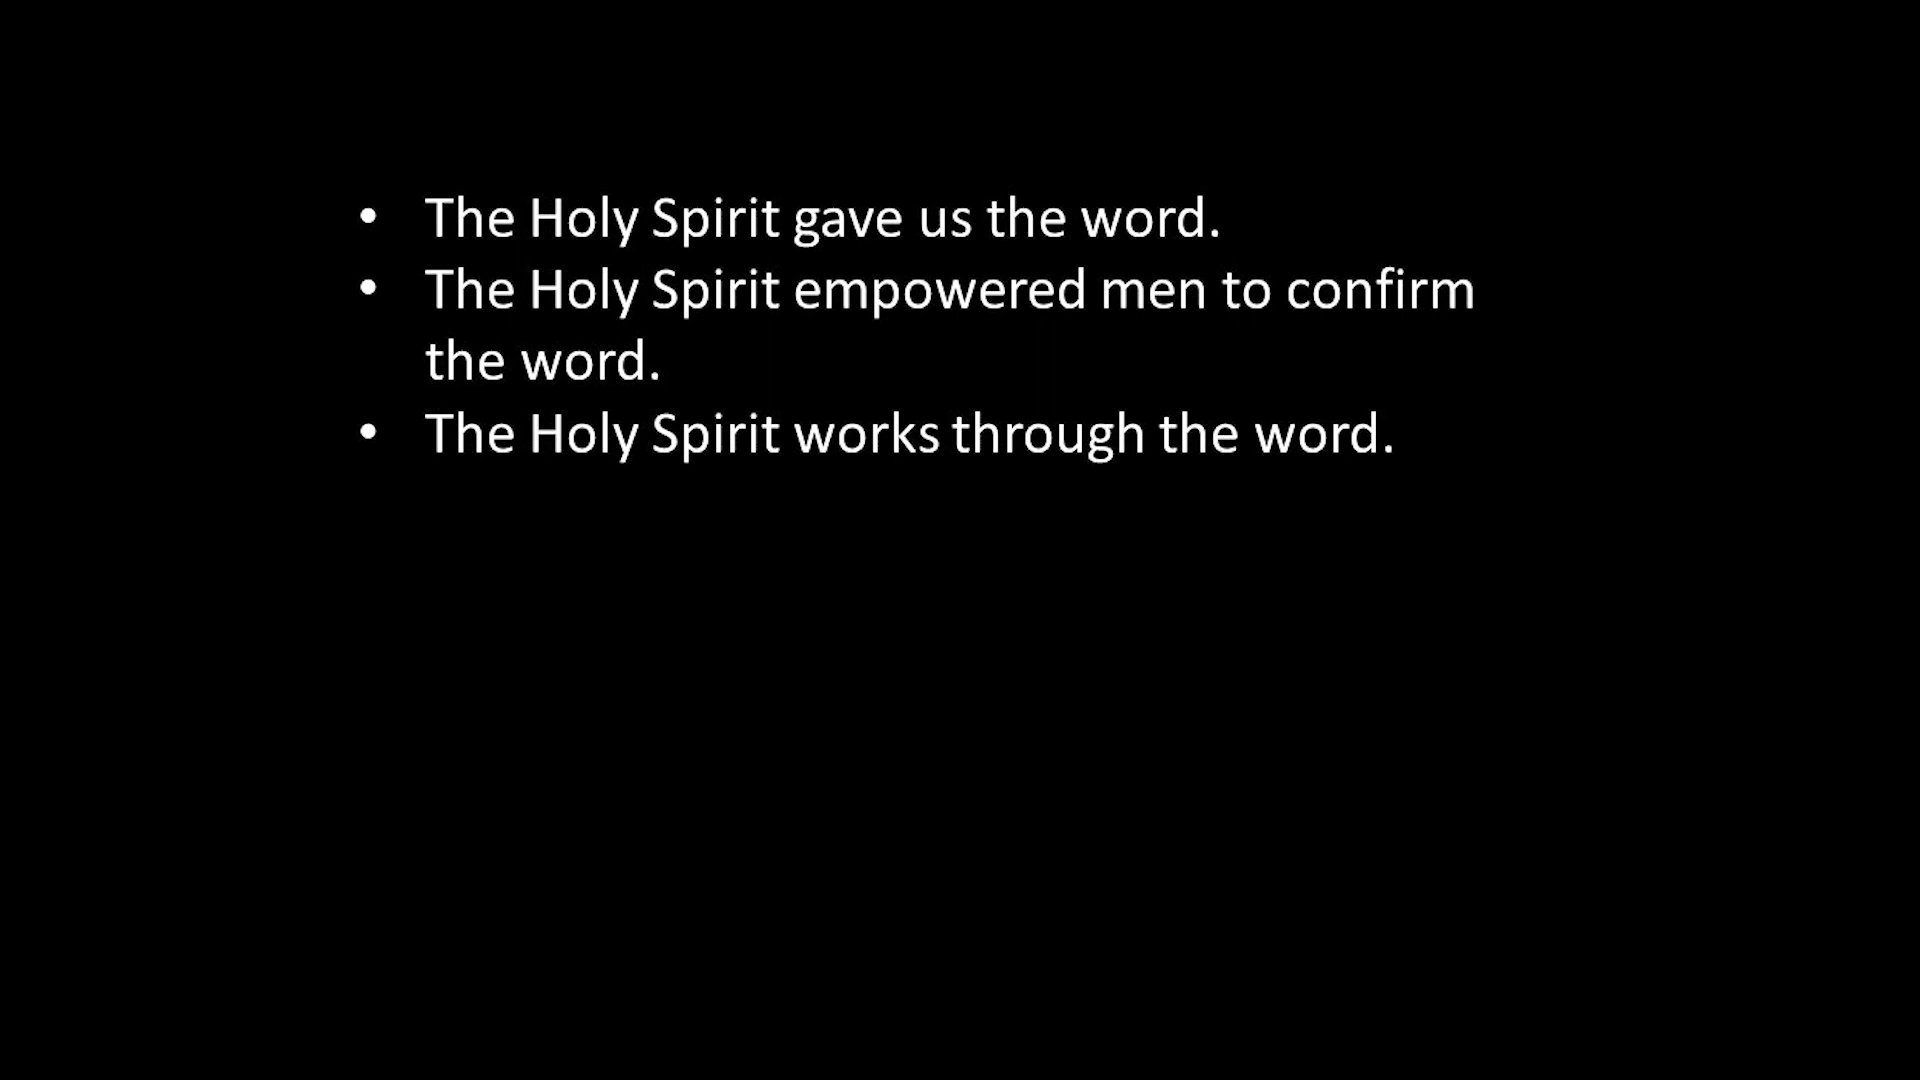 • The Holy Spirit gave us the word.
• The Holy Spirit empowered men to confirm
the word.
• The Holy Spirit works through the word.